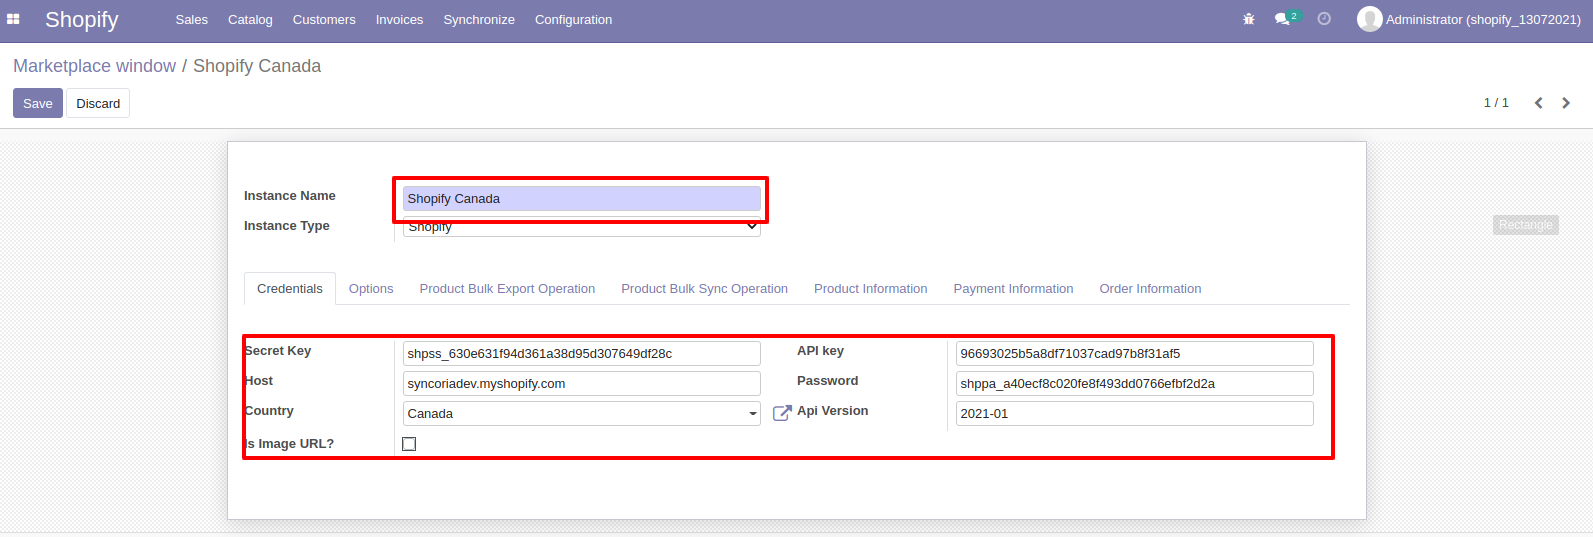 Shopify Sales Catalog Customers Invoices Synchronize Configuration 2 Administrator (shopify_13072021)
Marketplace window / Shopify Canada
Save Discard 1 / 1
Instance Name Shopify Canada
Instance Type Shopify
Rectangle
Credentials Options Product Bulk Export Operation Product Bulk Sync Operation Product Information Payment Information Order Information
Secret Key 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 API key 96693025b5a8df71037cad97b8f31af5
Host syncoriadev.myshopify.com Password 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
Country Canada Api Version 2021-01
Is Image URL?